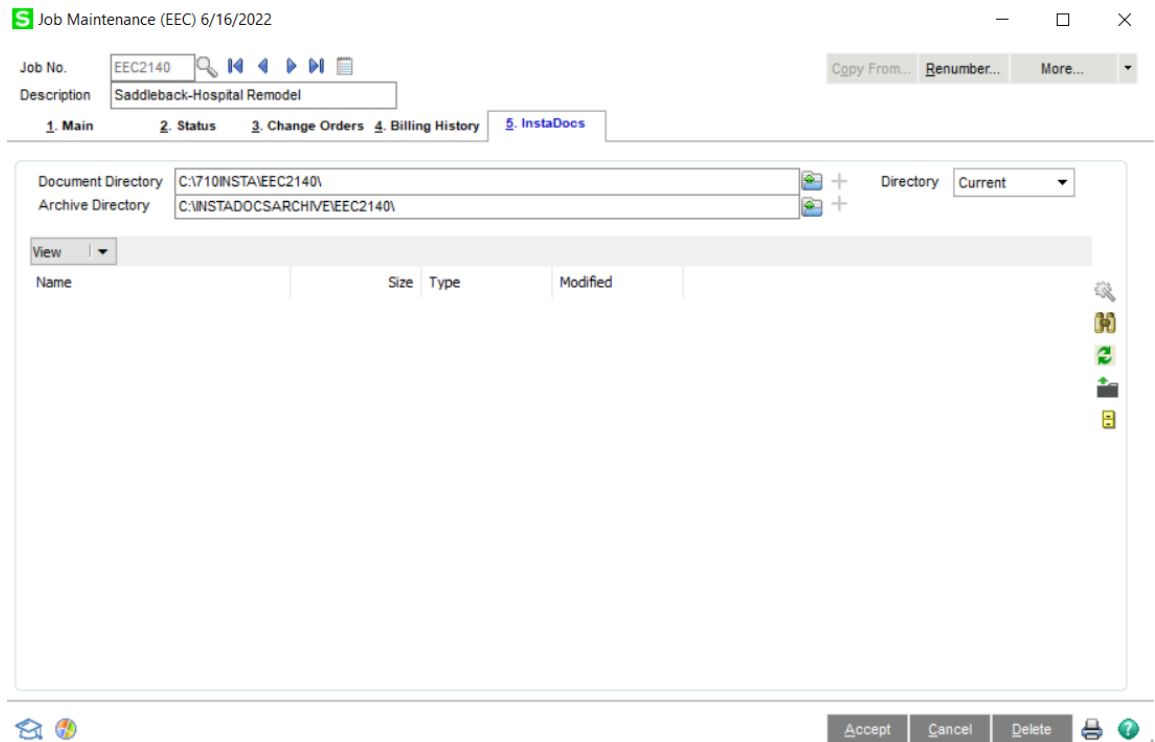 S Job Maintenance (EEC) 6/16/2022
Job No. EEC2140 Copy From... Renumber... More...
Description Saddleback-Hospital Remodel
1. Main 2. Status 3. Change Orders 4. Billing History 5. InstaDocs
Document Directory C:\710INSTA\EEC2140\ Directory Current
Archive Directory C:\INSTADOCSARCHIVE\EEC2140\
View
Name Size Type Modified
Accept Cancel Delete